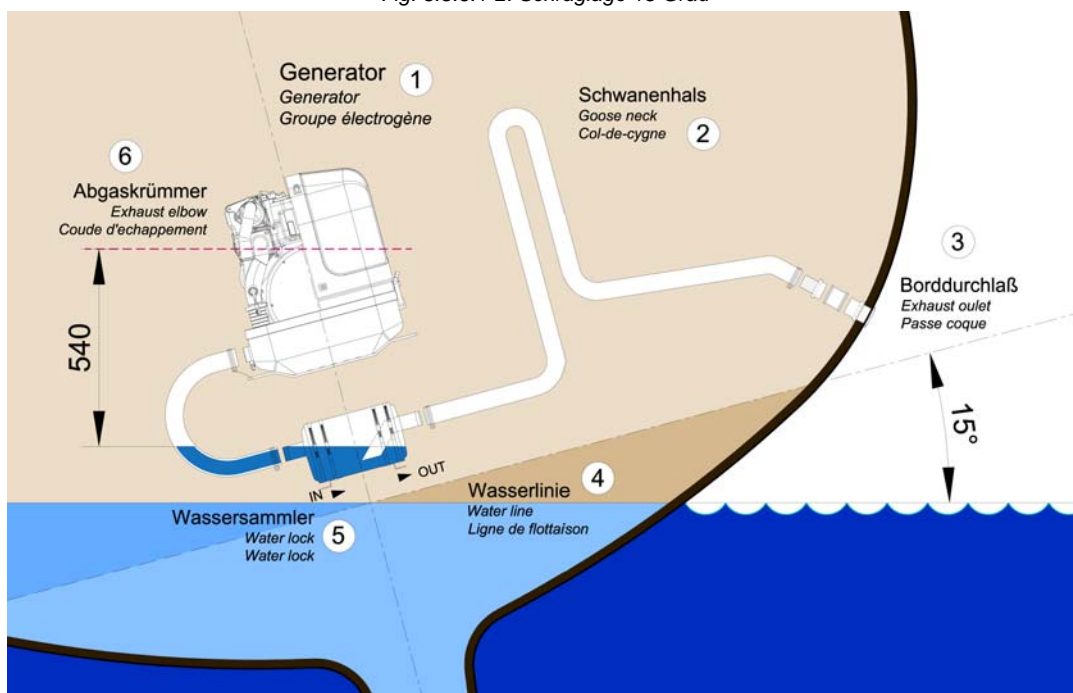 Generator
Generator
Groupe électrogène
1
Schwanenhals
Goose neck
Col-de-cygne
2
6
Abgaskrümmer
Exhaust elbow
Coude d'echappement
3
Borddurchlaß
Exhaust oulet
Passe coque
540
15°
IN
OUT
Wasserlinie
Water line
Ligne de flottaison
4
Wassersammler
Water lock
Water lock
5